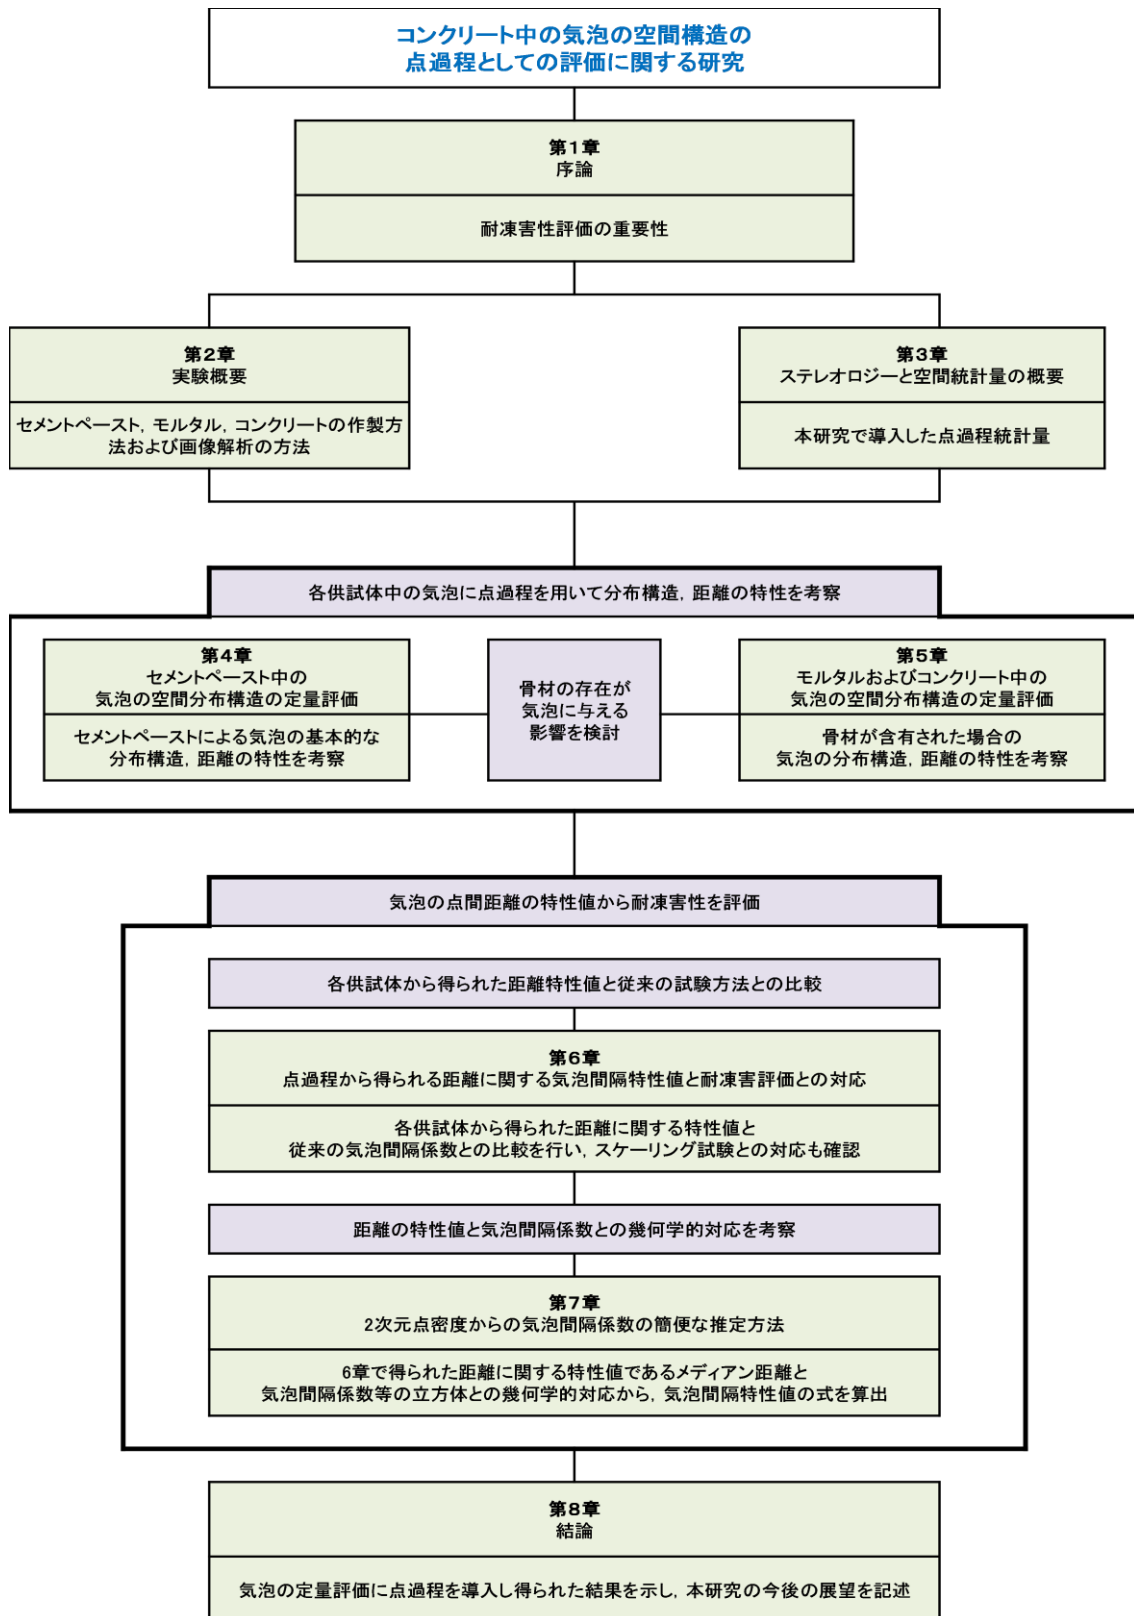 コンクリート中の気泡の空間構造の
点過程としての評価に関する研究
第1章
序論
耐凍害性評価の重要性
第2章
実験概要
セメントペースト, モルタル, コンクリートの作製方
法および画像解析の方法
第3章
ステレオロジーと空間統計量の概要
本研究で導入した点過程統計量
各供試体中の気泡に点過程を用いて分布構造, 距離の特性を考察
第4章
セメントペースト中の
気泡の空間分布構造の定量評価
セメントペーストによる気泡の基本的な
分布構造, 距離の特性を考察
骨材の存在が
気泡に与える
影響を検討
第5章
モルタルおよびコンクリート中の
気泡の空間分布構造の定量評価
骨材が含有された場合の
気泡の分布構造, 距離の特性を考察
気泡の点間距離の特性値から耐凍害性を評価
各供試体から得られた距離特性値と従来の試験方法との比較
第6章
点過程から得られる距離に関する気泡間隔特性値と耐凍害評価との対応
各供試体から得られた距離に関する特性値と
従来の気泡間隔係数との比較を行い, スケーリング試験との対応も確認
距離の特性値と気泡間隔係数との幾何学的対応を考察
第7章
2次元点密度からの気泡間隔係数の簡便な推定方法
6章で得られた距離に関する特性値であるメディアン距離と
気泡間隔係数等の立方体との幾何学的対応から, 気泡間隔特性値の式を算出
第8章
結論
気泡の定量評価に点過程を導入し得られた結果を示し, 本研究の今後の展望を記述